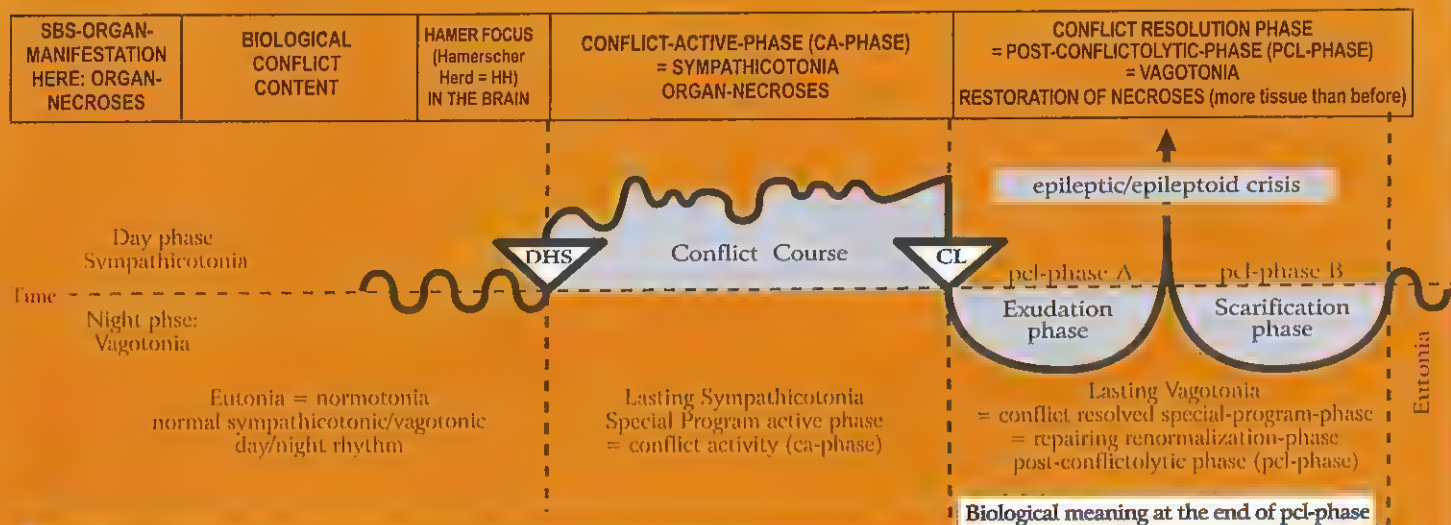 SBS-ORGAN-
MANIFESTATION
HERE: ORGAN-
NECROSES
BIOLOGICAL
CONFLICT
CONTENT
HAMER FOCUS
(Hamerscher
Herd = HH)
IN THE BRAIN
CONFLICT-ACTIVE-PHASE (CA-PHASE)
= SYMPATHICOTONIA
ORGAN-NECROSES
CONFLICT RESOLUTION PHASE
= POST-CONFLICTOLYTIC-PHASE (PCL-PHASE)
= VAGOTONIA
RESTORATION OF NECROSES (more tissue than before)
epileptic/epileptoid crisis
Day phase
Sympathicotonia
DHS
Conflict Course
CL
pcl-phase A
pcl-phase B
Time
Night phse:
Vagotonia
Exudation
phase
Scarification
phase
Eutonia
Eutonia = normotonia
normal sympathicotonic/vagotonic
day/night rhythm
Lasting Sympathicotonia
Special Program active phase
= conflict activity (ca-phase)
Lasting Vagotonia
= conflict resolved special-program-phase
= repairing renormalization-phase
post-conflictolytic phase (pcl-phase)
Biological meaning at the end of pcl-phase